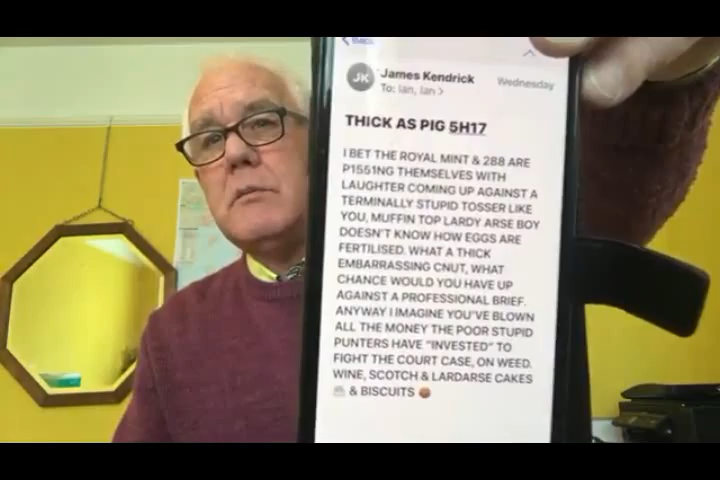 JK
James Kendrick
Wednesday
To: Ian, Ian >
THICK AS PIG 5H17
I BET THE ROYAL MINT & 288 ARE
P1551NG THEMSELVES WITH
LAUGHTER COMING UP AGAINST A
TERMINALLY STUPID TOSSER LIKE
YOU, MUFFIN TOP LARDY ARSE BOY
DOESN'T KNOW HOW EGGS ARE
FERTILISED. WHAT A THICK
EMBARRASSING CNUT, WHAT
CHANCE WOULD YOU HAVE UP
AGAINST A PROFESSIONAL BRIEF.
ANYWAY I IMAGINE YOU'VE BLOWN
ALL THE MONEY THE POOR STUPID
PUNTERS HAVE "INVESTED" TO
FIGHT THE COURT CASE, ON WEED.
WINE, SCOTCH & LARDARSE CAKES
🍰 & BISCUITS 🍪